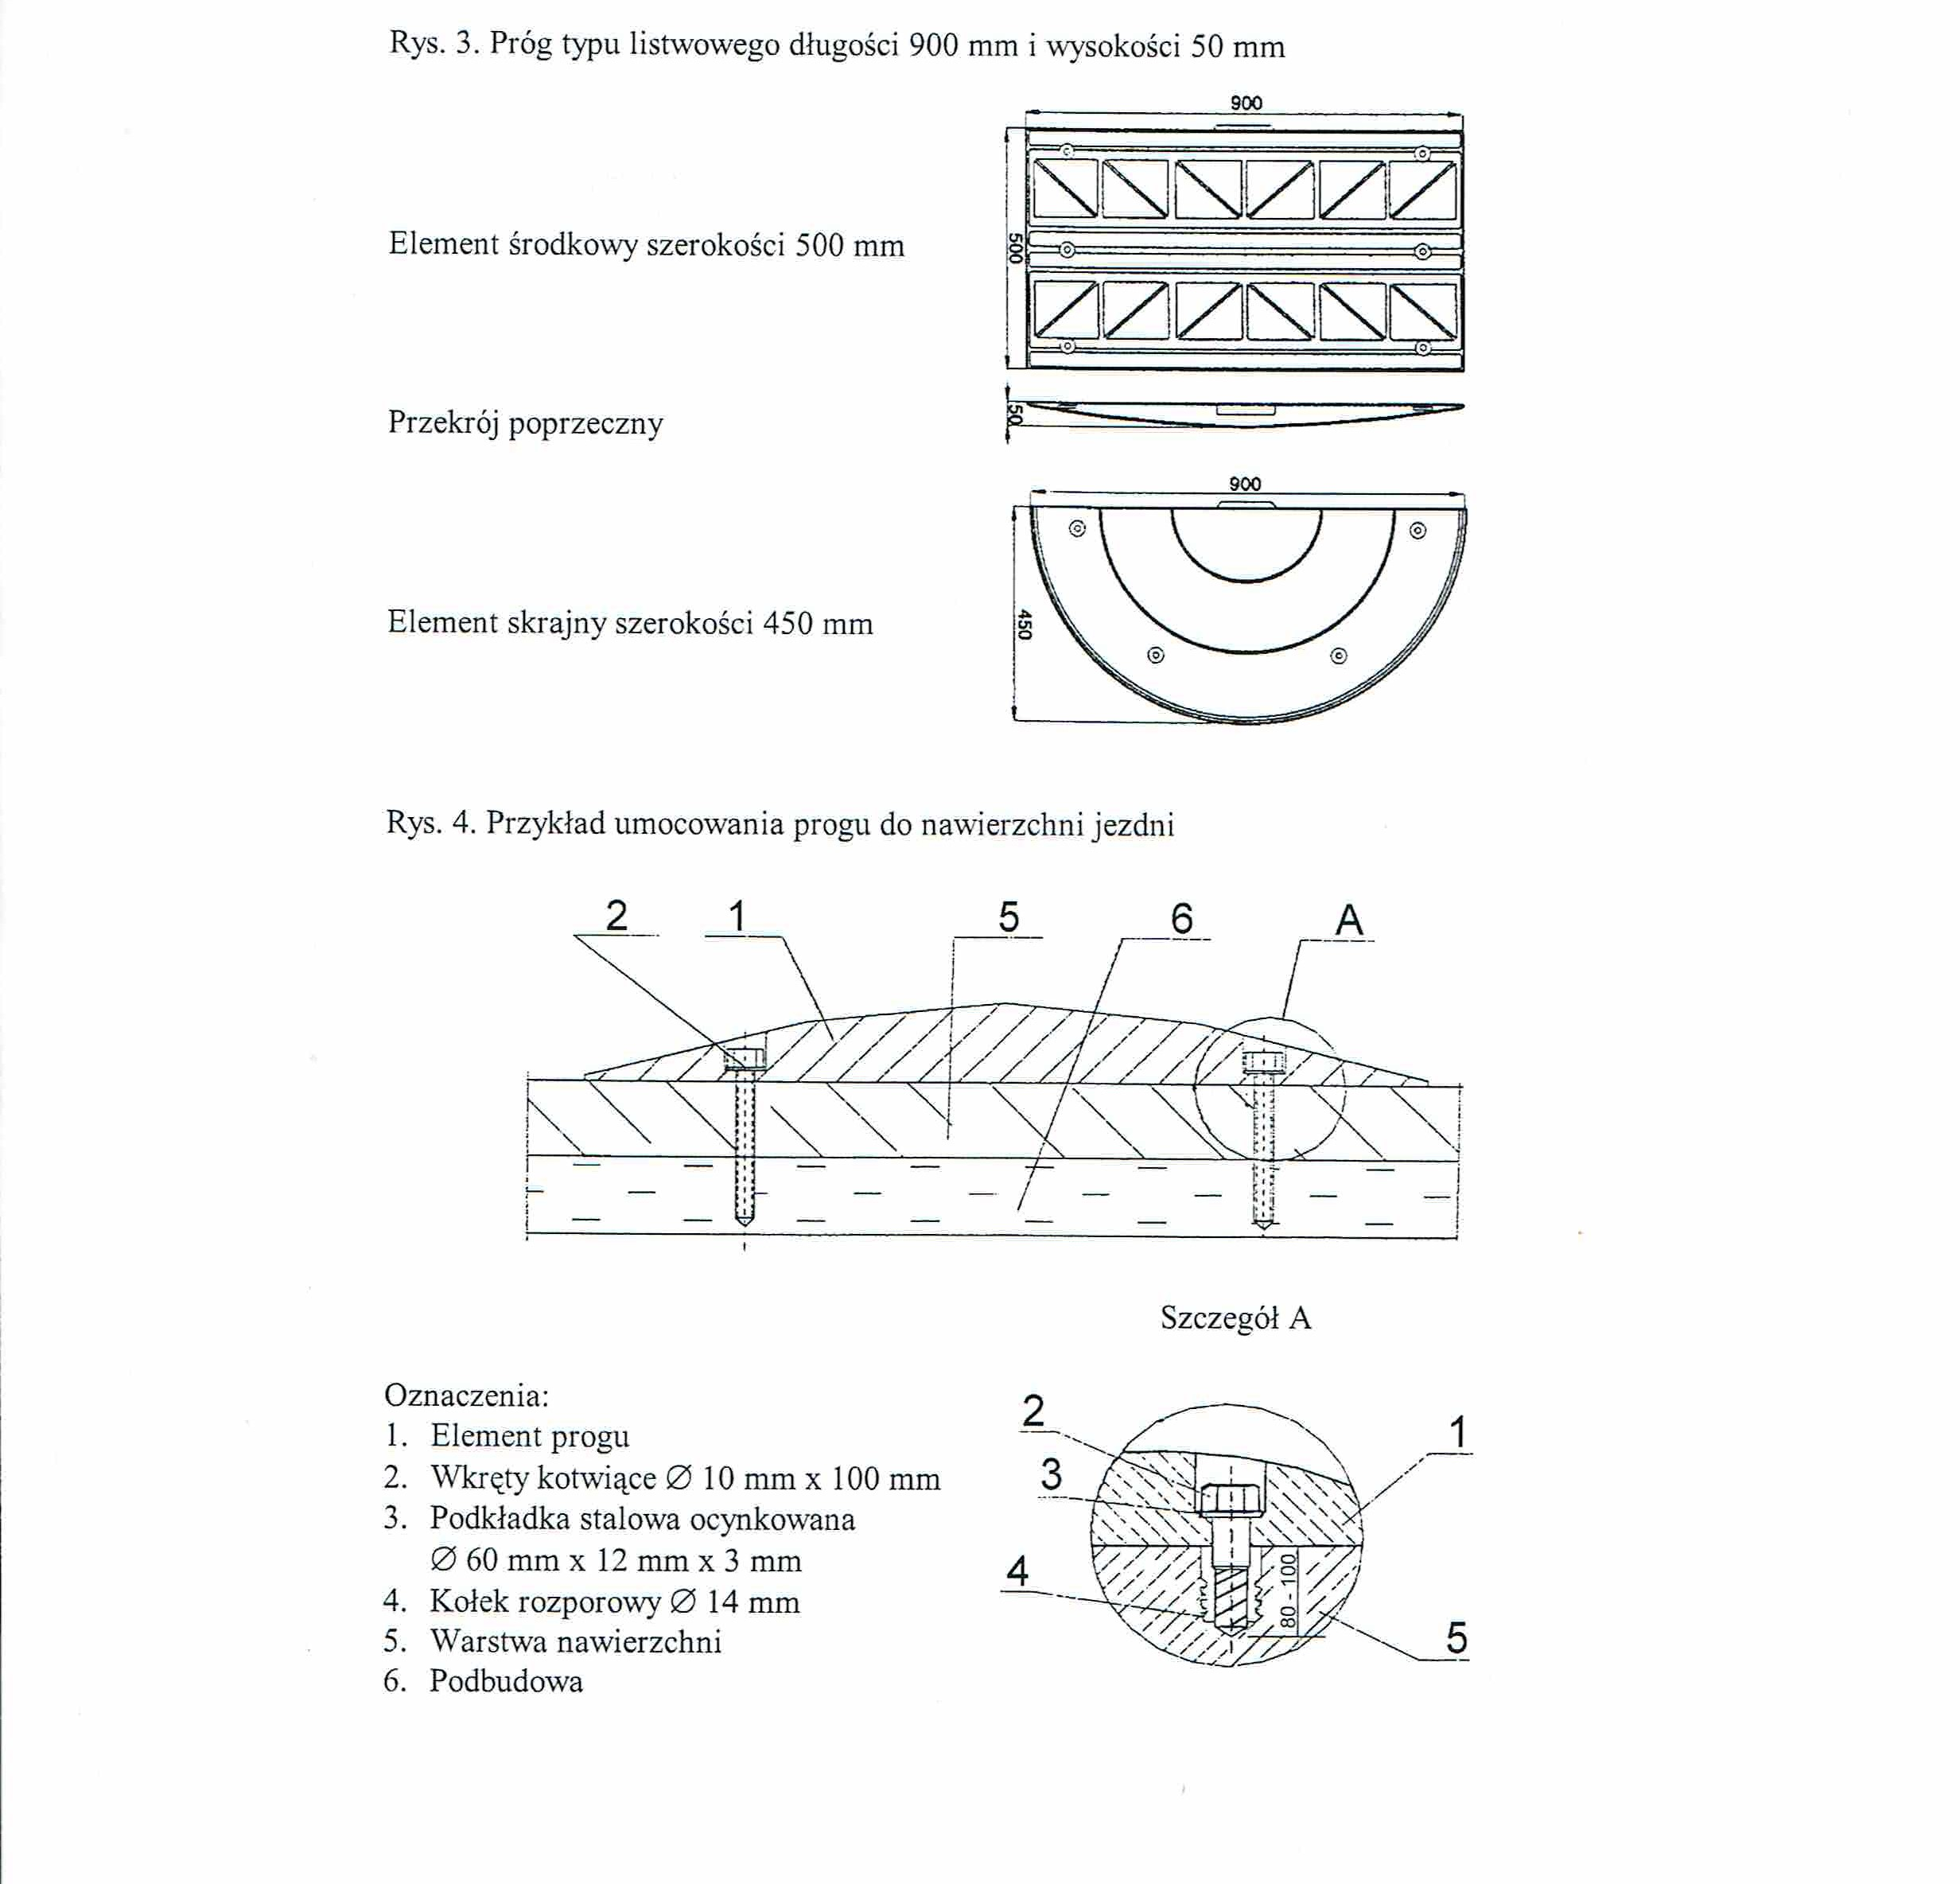 Rys. 3. Próg typu listwowego długości 900 mm i wysokości 50 mm
900
Element środkowy szerokości 500 mm
500
Przekrój poprzeczny
50
900
Element skrajny szerokości 450 mm
450
Rys. 4. Przykład umocowania progu do nawierzchni jezdni
2 1 5 6 A
Szczegół A
Oznaczenia:
1. Element progu
2. Wkręty kotwiące Ø 10 mm x 100 mm
3. Podkładka stalowa ocynkowana
Ø 60 mm x 12 mm x 3 mm
4. Kołek rozporowy Ø 14 mm
5. Warstwa nawierzchni
6. Podbudowa
2
1
3
4
80 - 100
5